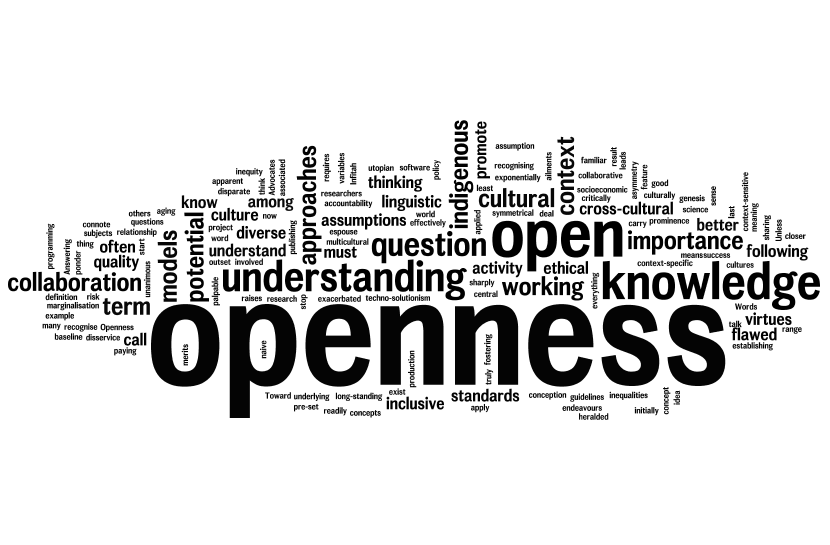 assumption
indigenous
promote
context
approaches
requires
variables
Infitah
utopian
software
policy
recognising
exponentially
ailments
familiar
result
leads
asymmetry
feature
collaborative
good
inequity
think
Advocates
associated
apparent
disparate
thinking
least
cultural
socioeconomic
critically
culturally
genesis
sense
context-sensitive
know
among
researchers
accountability
linguistic
symmetrical
deal
cross-cultural
science
last
meaning
others
aging
culture
now
assumptions
world
effectively
applied
open
carry
prominence
better
sharing
Unless
closer
programming
connote
questions
relationship
subjects
project
word
diverse
publishing
espouse
multicultural
question
importance
following
Answering
ponder
thing
often
start
models
potential
understand
must
meanssuccess
quality
unanimous
outset
involved
understanding
activity
ethical
context-specific
cultures
collaboration
palpable
sharply
central
working
everything
knowledge
definition
risk
marginalisation
term
raises
research
stop
exacerbated
techno-solutionism
Words
example
openness
talk
virtues
many
recognise
Openness
flawed
range
baseline
disservice
call
establishing
paying
merits
naive
production
truly
fostering
Toward
underlying
long-standing
exist
inclusive
standards
conception
guidelines
inequalities
concept
idea
pre-set
readily
concepts
apply
endeavours
initially
heralded